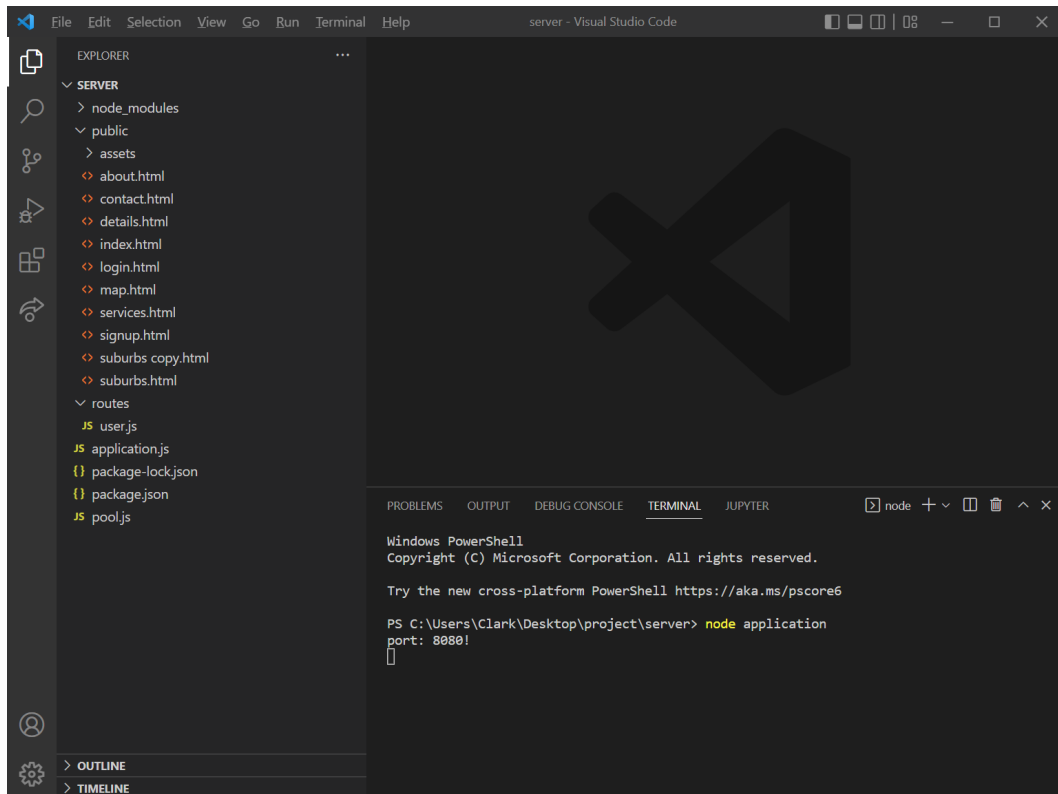 File Edit Selection View Go Run Terminal Help server - Visual Studio Code
EXPLORER
SERVER
node_modules
public
assets
about.html
contact.html
details.html
index.html
login.html
map.html
services.html
signup.html
suburbs copy.html
suburbs.html
routes
JS user.js
JS application.js
{} package-lock.json
{} package.json
JS pool.js
OUTLINE
TIMELINE
PROBLEMS OUTPUT DEBUG CONSOLE TERMINAL JUPYTER node
Windows PowerShell
Copyright (C) Microsoft Corporation. All rights reserved.
Try the new cross-platform PowerShell https://aka.ms/pscore6
PS C:\Users\Clark\Desktop\project\server> node application
port: 8080!